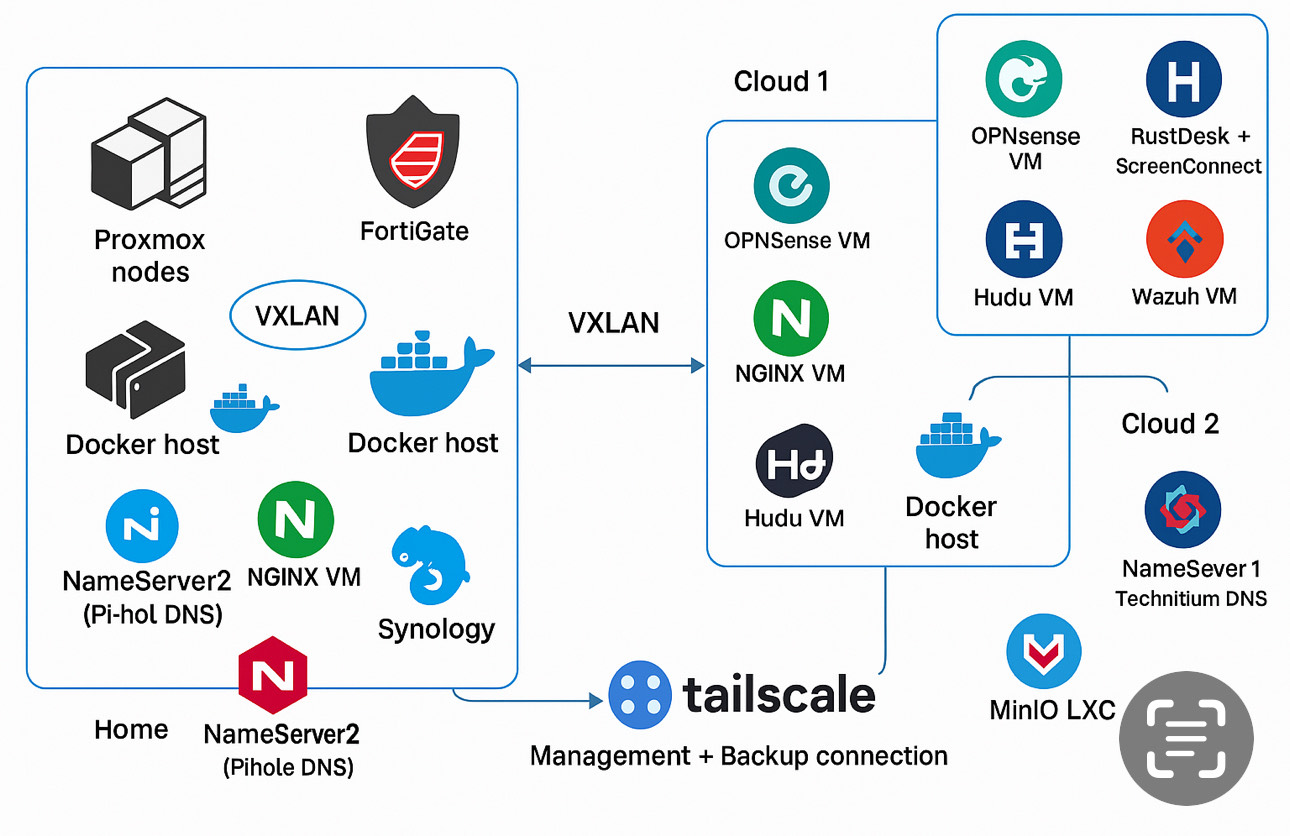 Proxmox
nodes
FortiGate
VXLAN
Docker host
Docker host
Ni
NameServer2
(Pi-hol DNS)
N
NGINX VM
Synology
N
Home
NameServer2
(Pihole DNS)
VXLAN
tailscale
Management + Backup connection
Cloud 1
OPNSense VM
N
NGINX VM
Hd
Hudu VM
Docker
host
OPNsense
VM
H
RustDesk +
ScreenConnect
H
Hudu VM
Wazuh VM
Cloud 2
NameSever 1
Technitium DNS
MinIO LXC